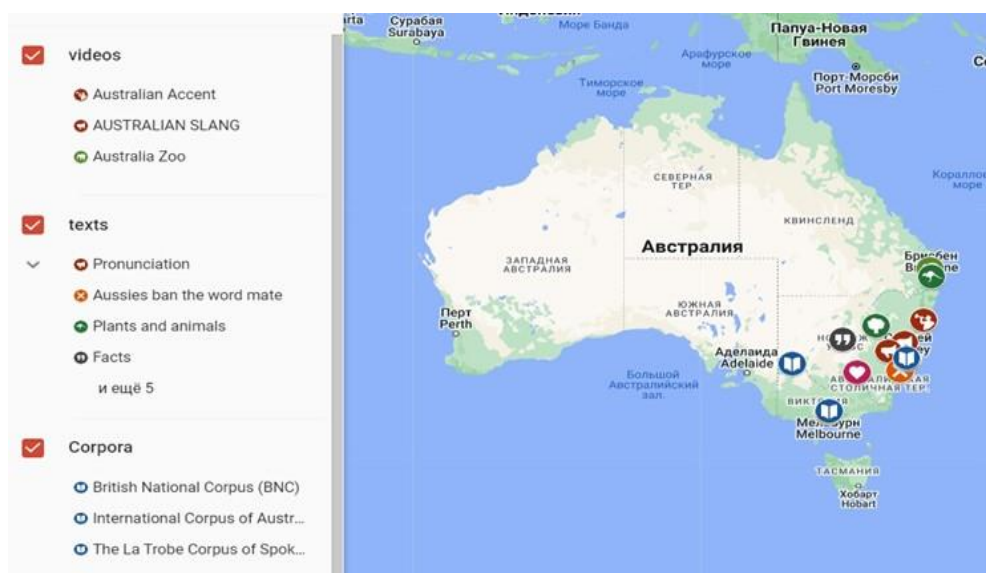 videos
Australian Accent
AUSTRALIAN SLANG
Australia Zoo
texts
Pronunciation
Aussies ban the word mate
Plants and animals
Facts
и ещё 5
Corpora
British National Corpus (BNC)
International Corpus of Austr...
The La Trobe Corpus of Spok...
Сурабая
Surabaya
Море Банда
Папуа-Новая
Гвинея
Арафурское
море
Тиморское
море
Порт-Морсби
Port Moresby
СЕВЕРНАЯ
ТЕР.
КВИНСЛЕНД
Австралия
ЗАПАДНАЯ
АВСТРАЛИЯ
ЮЖНАЯ
АВСТРАЛИЯ
Перт
Perth
Аделаида
Adelaide
Большой
Австралийский
зал.
СТОЛИЧНАЯ ТЕР.
Melbourne
ТАСМАНИЯ
Хобарт
Hobart
море